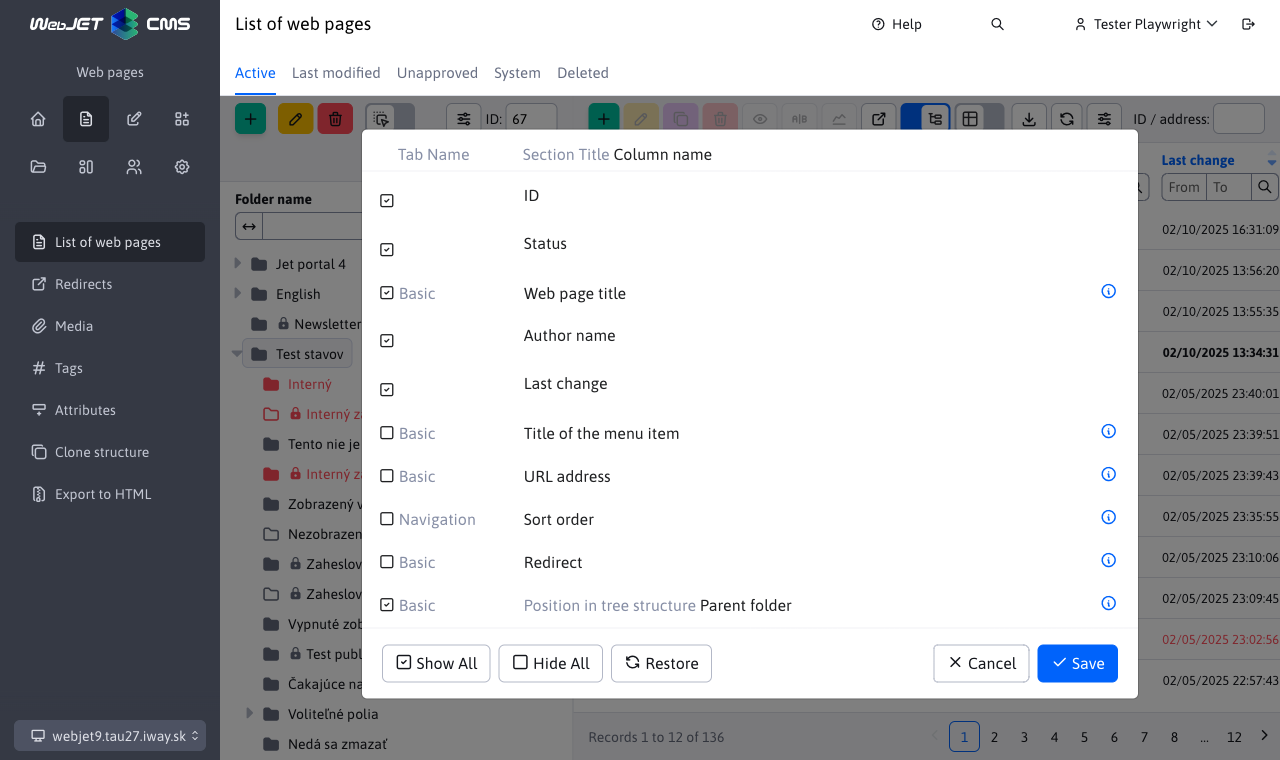 WebJET CMS
List of web pages
Help
Tester Playwright
Web pages
Active Last modified Unapproved System Deleted
ID: 67
ID / address:
Folder name
Last change
From To
List of web pages
Redirects
Media
Tags
Attributes
Clone structure
Export to HTML
webjet9.tau27.iway.sk
Jet portal 4
English
Newsletter
Test stavov
Interný
Interný
Tento nie je
Interný
Zobrazený
Nezobrazen
Zaheslov
Zaheslov
Vypnuté zob
Test publ
Čakajúce na
Voliteľné polia
Nedá sa zmazať
Tab Name Section Title Column name
ID
Status
Basic Web page title
Author name
Last change
Basic Title of the menu item
Basic URL address
Navigation Sort order
Basic Redirect
Basic Position in tree structure Parent folder
Show All Hide All Restore Cancel Save
02/10/2025 16:31:09
02/10/2025 13:56:20
02/10/2025 13:55:35
02/10/2025 13:34:31
02/05/2025 23:40:01
02/05/2025 23:39:51
02/05/2025 23:39:43
02/05/2025 23:35:55
02/05/2025 23:10:06
02/05/2025 23:09:45
02/05/2025 23:02:56
02/05/2025 22:57:43
Records 1 to 12 of 136
1 2 3 4 5 6 7 8 ... 12